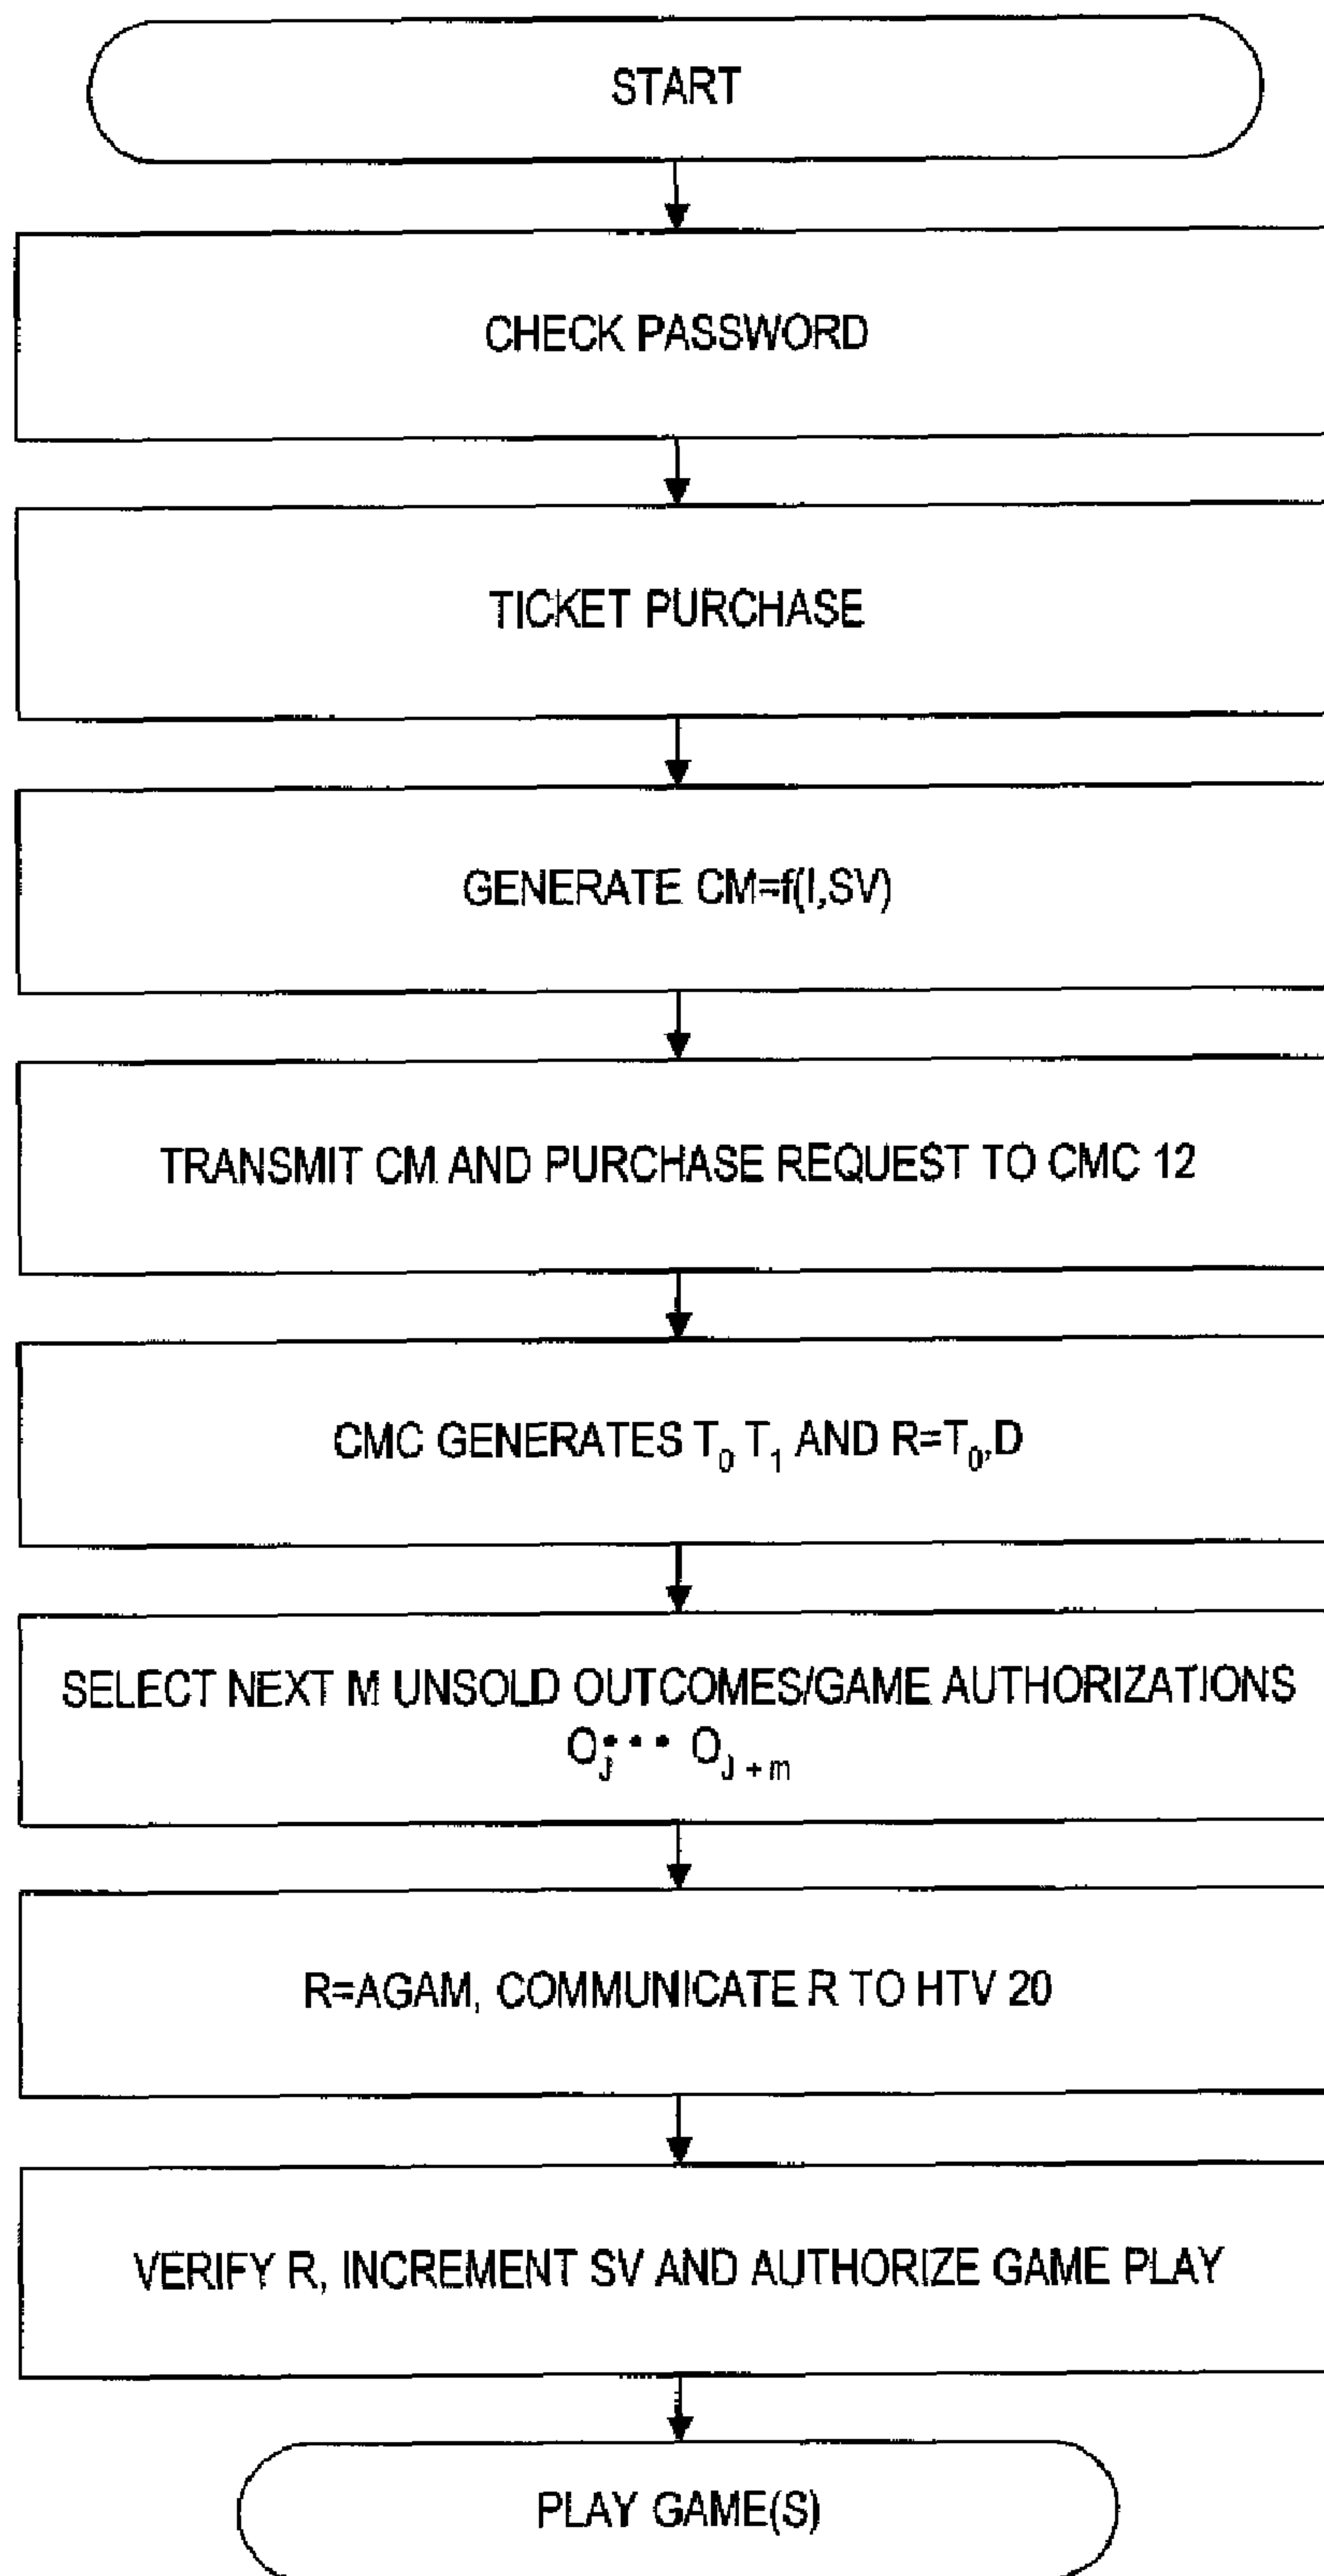 START
CHECK PASSWORD
TICKET PURCHASE
GENERATE CM=f(I,SV)
TRANSMIT CM AND PURCHASE REQUEST TO CMC 12
CMC GENERATES T₀ T₁ AND R=T₀,D
SELECT NEXT M UNSOLD OUTCOMES/GAME AUTHORIZATIONS
O_J••• O_J+m
R=AGAM, COMMUNICATE R TO HTV 20
VERIFY R, INCREMENT SV AND AUTHORIZE GAME PLAY
PLAY GAME(S)